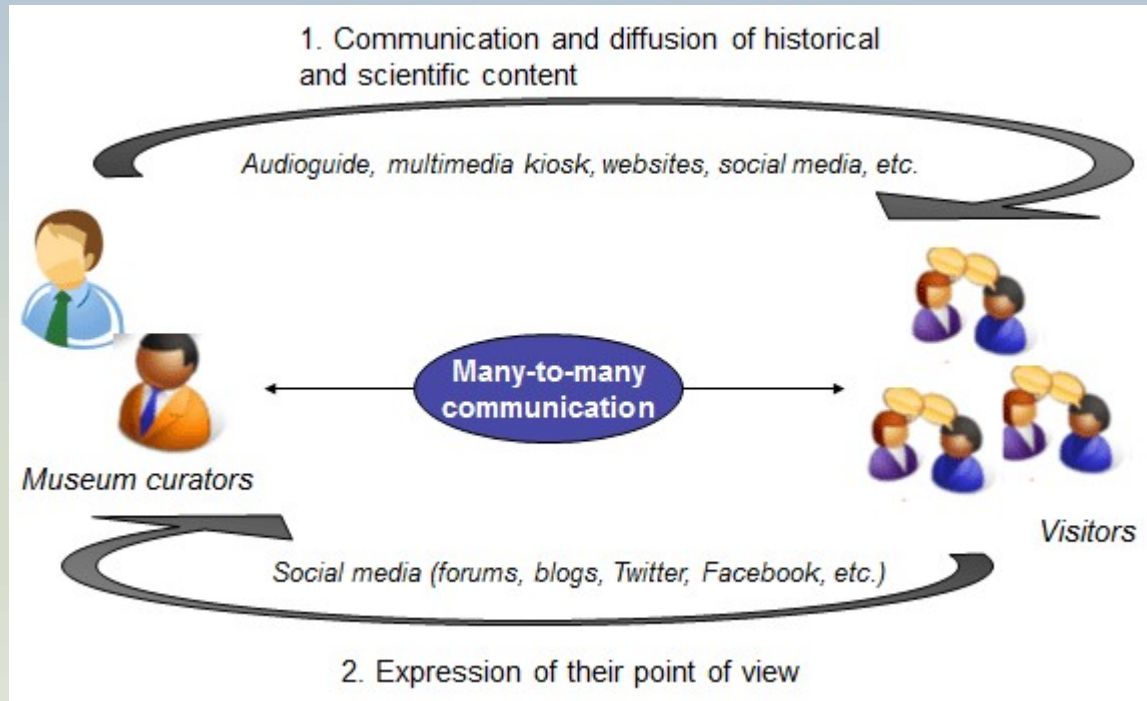 1. Communication and diffusion of historical
and scientific content
Audioguide, multimedia kiosk, websites, social media, etc.
Many-to-many
communication
Museum curators
Visitors
Social media (forums, blogs, Twitter, Facebook, etc.)
2. Expression of their point of view